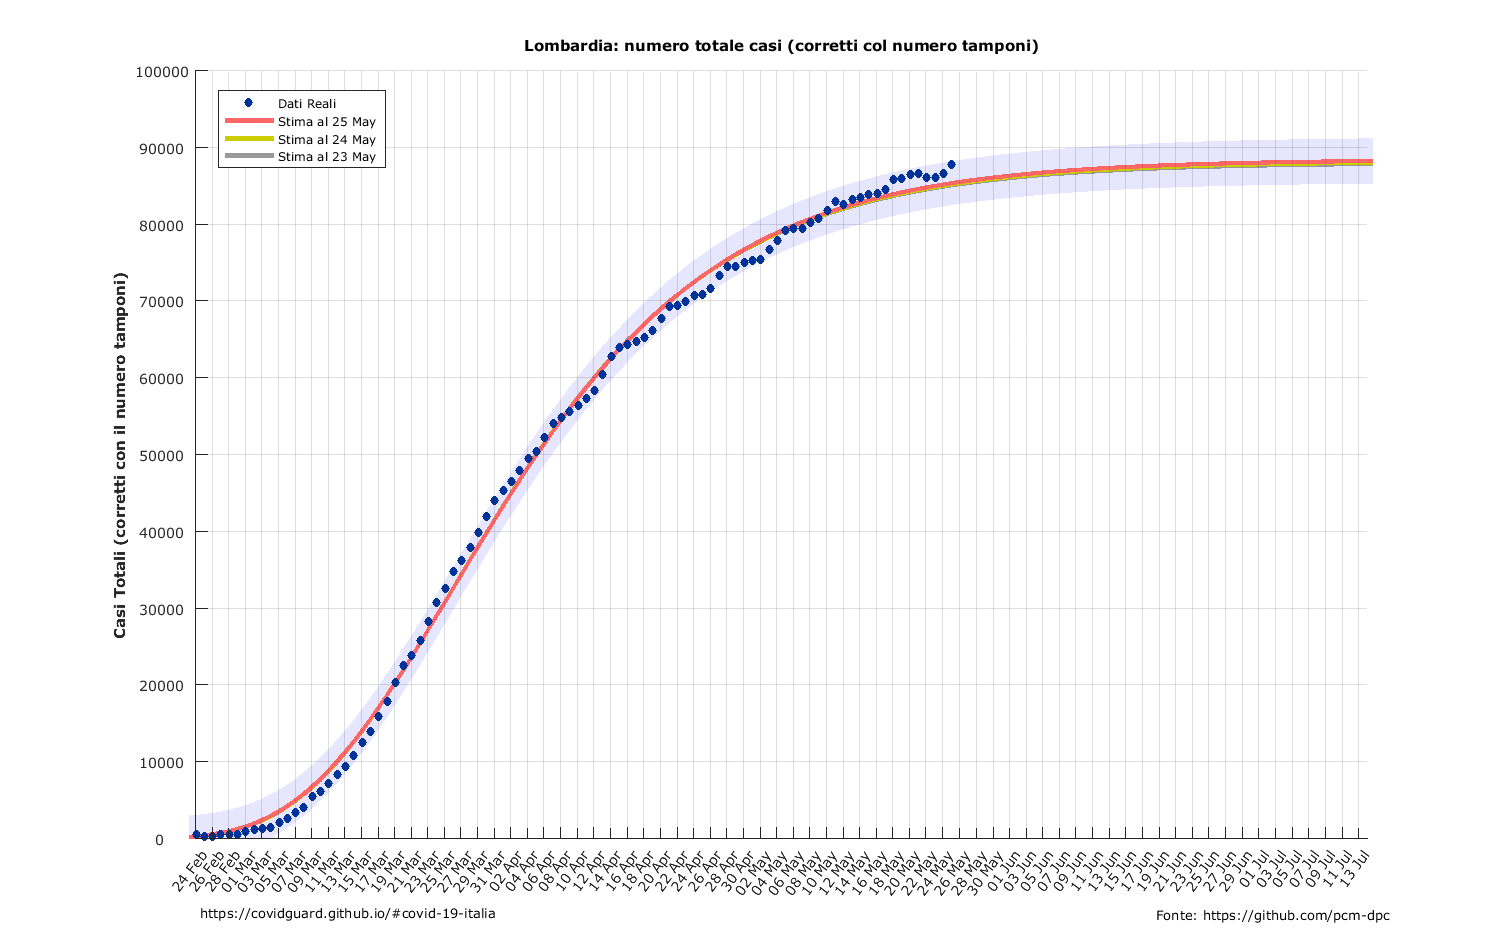 Lombardia: numero totale casi (corretti col numero tamponi)
100000
90000
80000
70000
60000
50000
40000
30000
20000
10000
0
Casi Totali (corretti con il numero tamponi)
Dati Reali
Stima al 25 May
Stima al 24 May
Stima al 23 May
24 Feb
26 Feb
28 Feb
01 Mar
03 Mar
05 Mar
07 Mar
09 Mar
11 Mar
13 Mar
15 Mar
17 Mar
19 Mar
21 Mar
23 Mar
25 Mar
27 Mar
29 Mar
31 Mar
02 Apr
04 Apr
06 Apr
08 Apr
10 Apr
12 Apr
14 Apr
16 Apr
18 Apr
20 Apr
22 Apr
24 Apr
26 Apr
28 Apr
30 Apr
02 May
04 May
06 May
08 May
10 May
12 May
14 May
16 May
18 May
20 May
22 May
24 May
26 May
28 May
30 May
01 Jun
03 Jun
05 Jun
07 Jun
09 Jun
11 Jun
13 Jun
15 Jun
17 Jun
19 Jun
21 Jun
23 Jun
25 Jun
27 Jun
29 Jun
01 Jul
03 Jul
05 Jul
07 Jul
09 Jul
11 Jul
13 Jul
https://covidguard.github.io/#covid-19-italia
Fonte: https://github.com/pcm-dpc